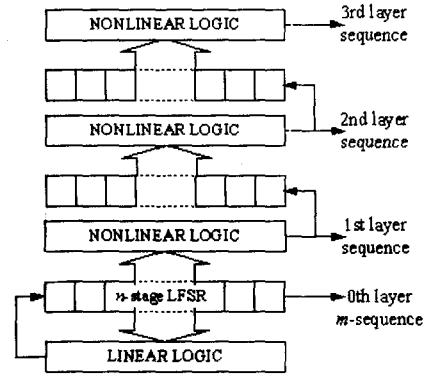 NONLINEAR LOGIC
3rd layer
sequence
NONLINEAR LOGIC
2nd layer
sequence
NONLINEAR LOGIC
1st layer
sequence
n-stage LFSR
0th layer
m-sequence
LINEAR LOGIC